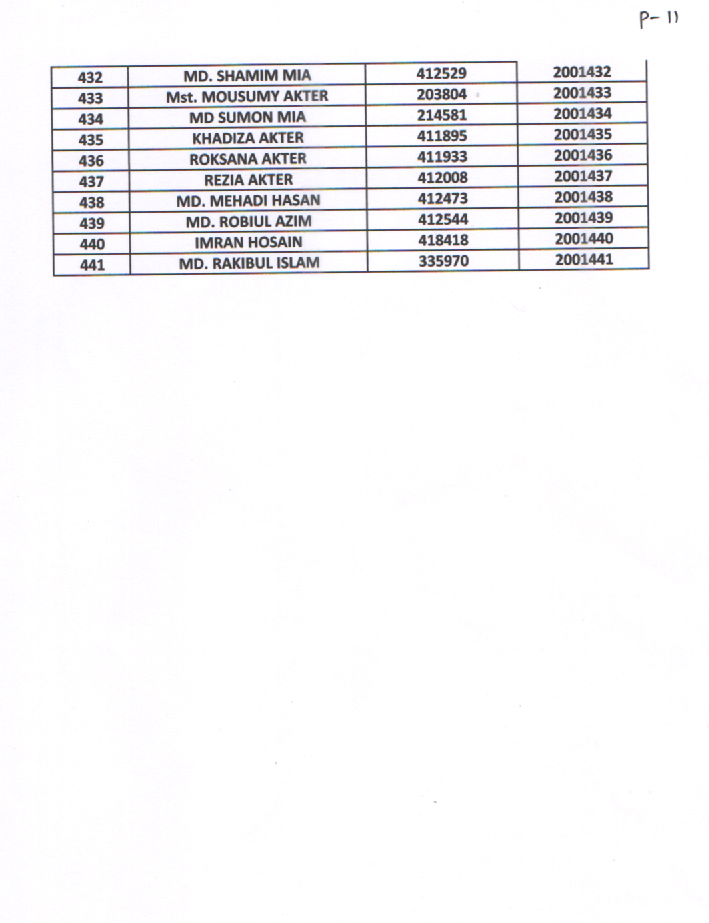 P- 11
432 MD. SHAMIM MIA 412529 2001432
433 Mst. MOUSUMY AKTER 203804 2001433
434 MD SUMON MIA 214581 2001434
435 KHADIZA AKTER 411895 2001435
436 ROKSANA AKTER 411933 2001436
437 REZIA AKTER 412008 2001437
438 MD. MEHADI HASAN 412473 2001438
439 MD. ROBIUL AZIM 412544 2001439
440 IMRAN HOSAIN 418418 2001440
441 MD. RAKIBUL ISLAM 335970 2001441